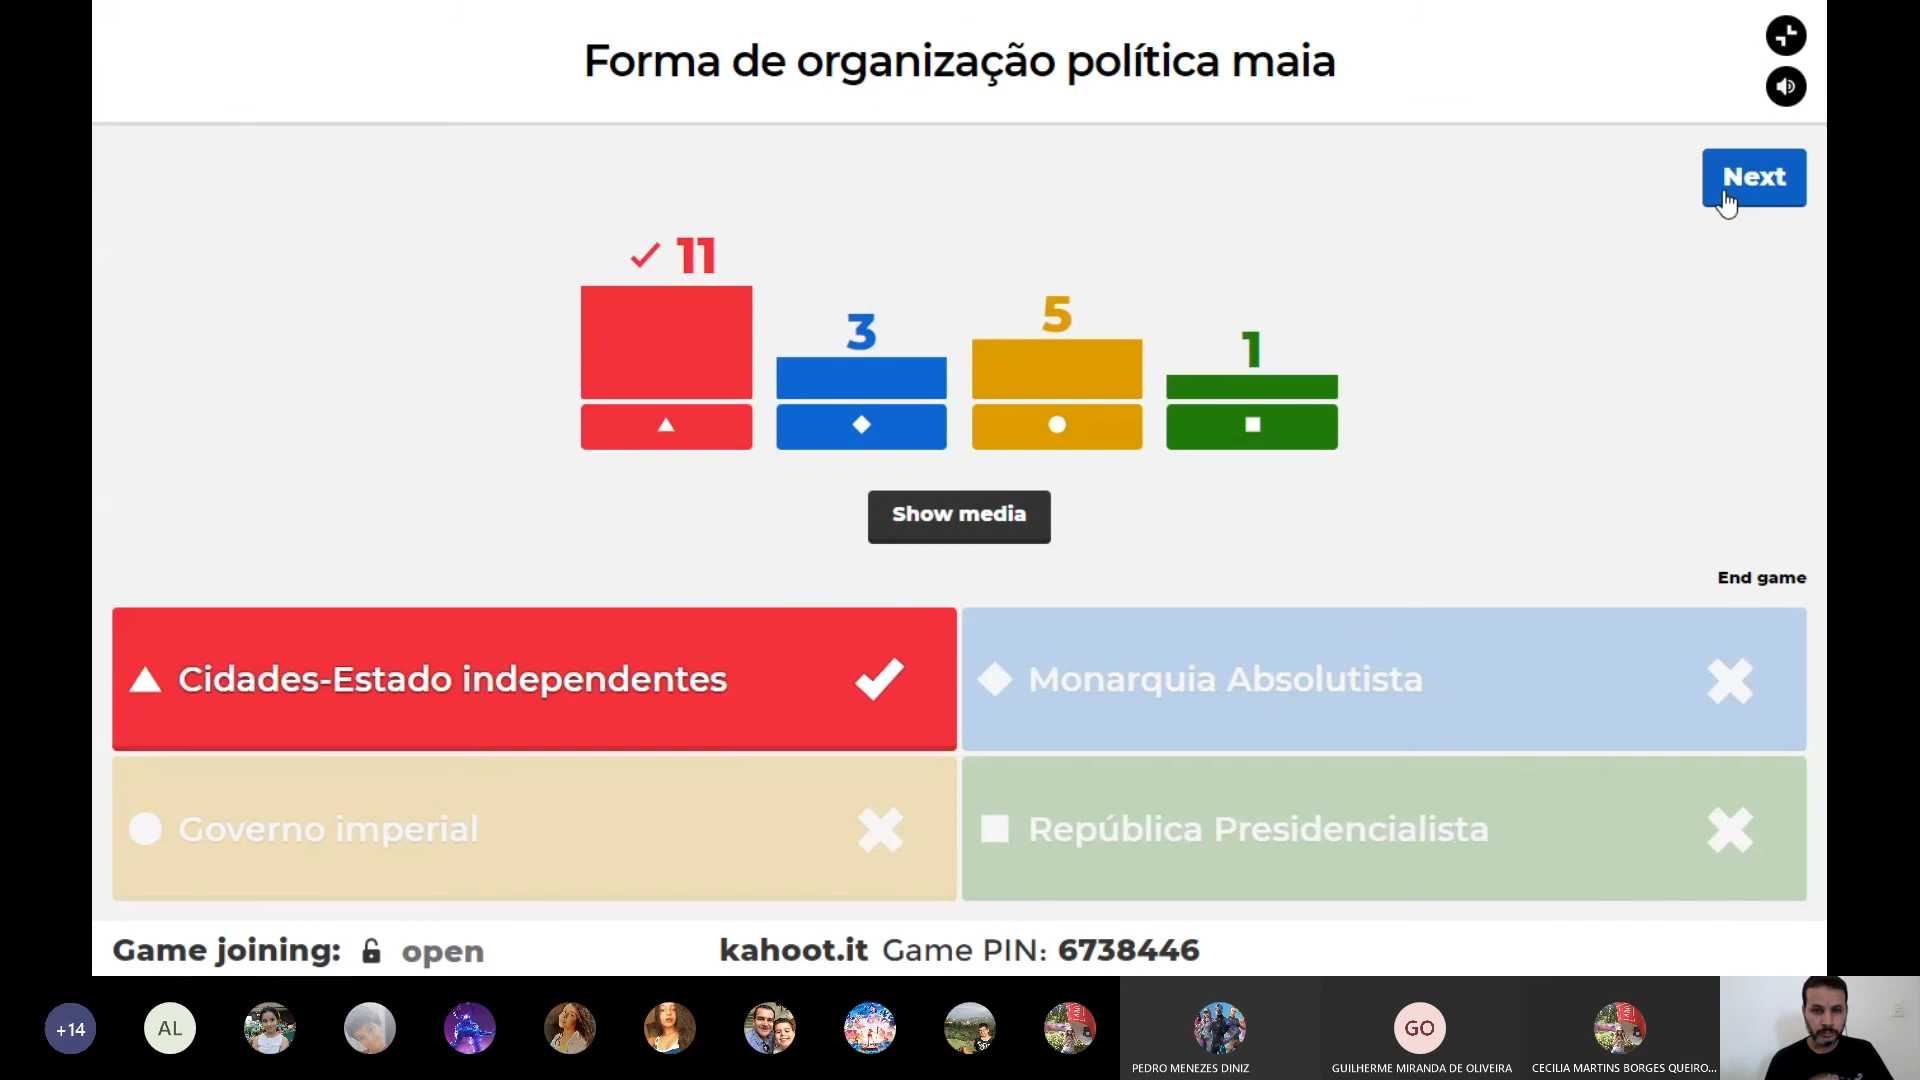 Forma de organização política maia
Next
11
3
5
1
Show media
End game
Cidades-Estado independentes
Monarquia Absolutista
Governo imperial
República Presidencialista
Game joining: open
kahoot.it Game PIN: 6738446
+14
AL
GO
PEDRO MENEZES DINIZ
GUILHERME MIRANDA DE OLIVEIRA
CECILIA MARTINS BORGES QUEIRO...